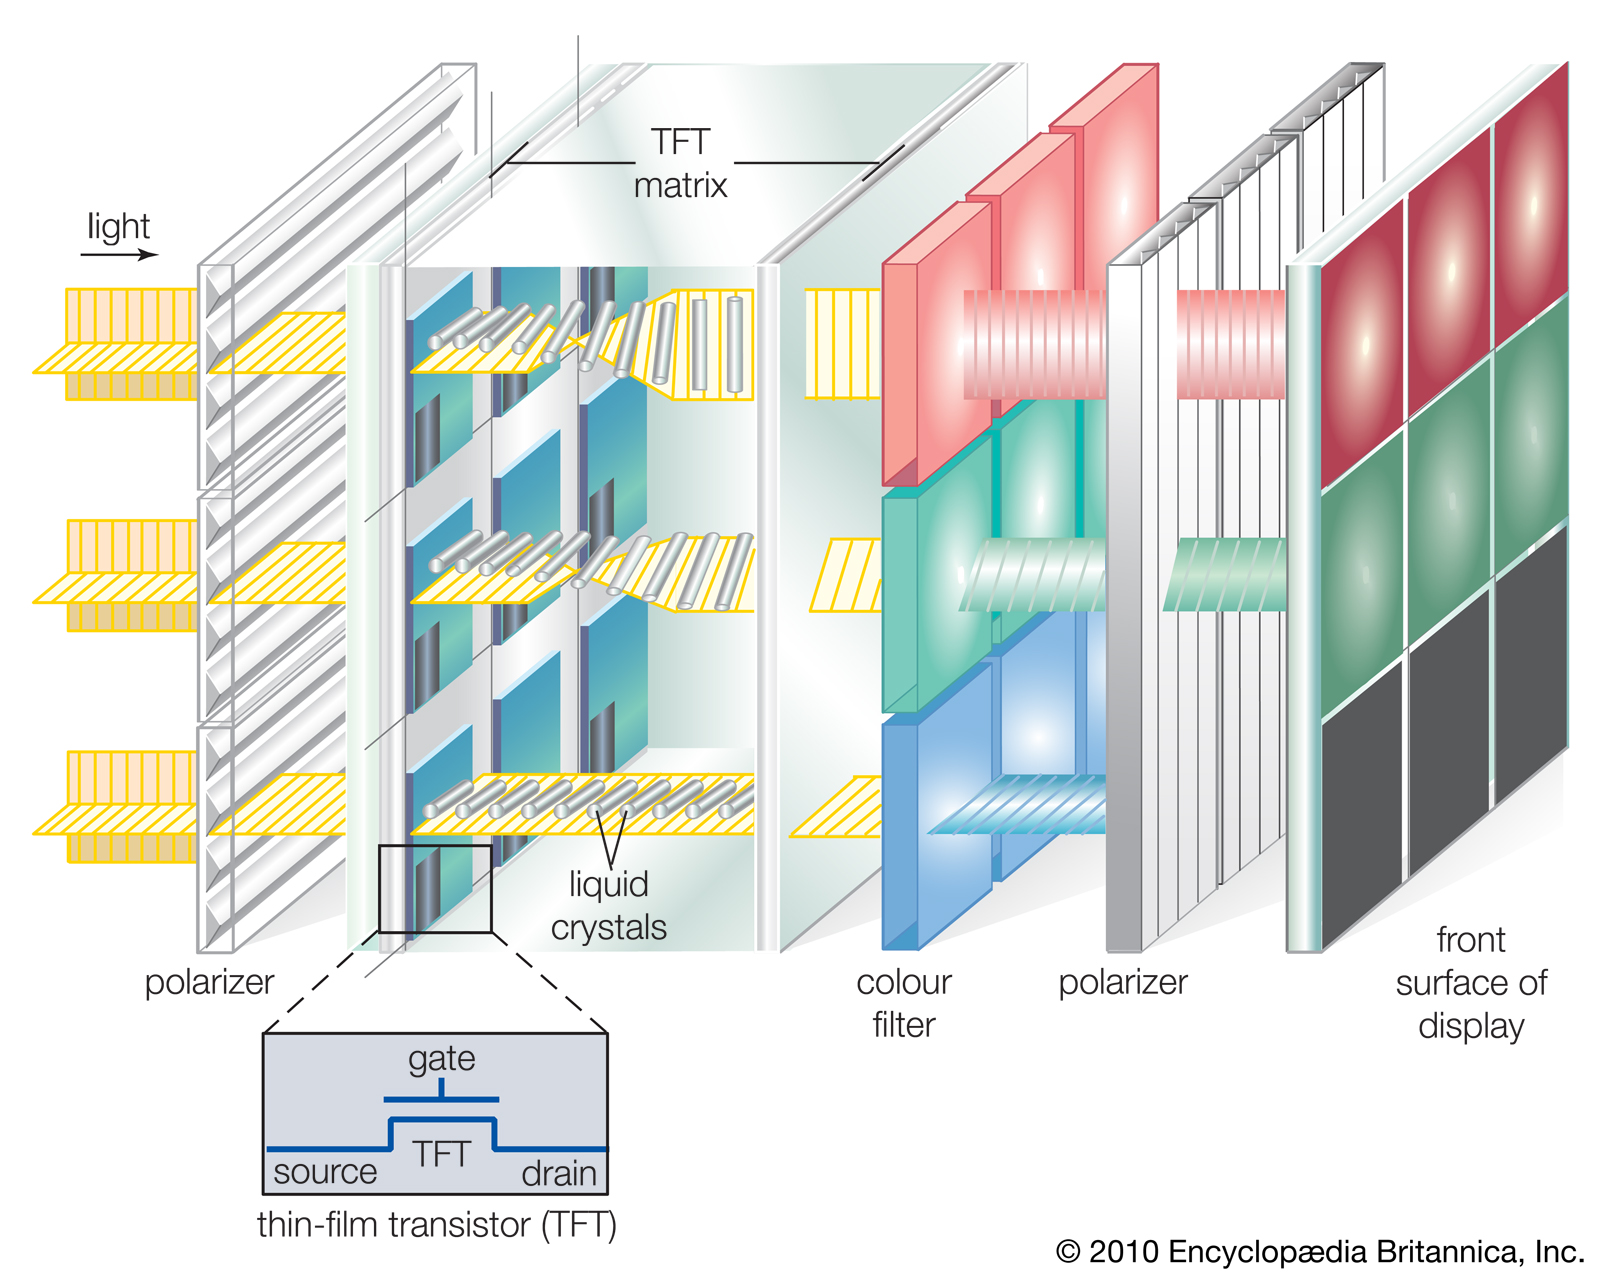 TFT
matrix
light
liquid
crystals
polarizer
colour
filter
polarizer
front
surface of
display
gate
TFT
source
drain
thin-film transistor (TFT)
© 2010 Encyclopædia Britannica, Inc.